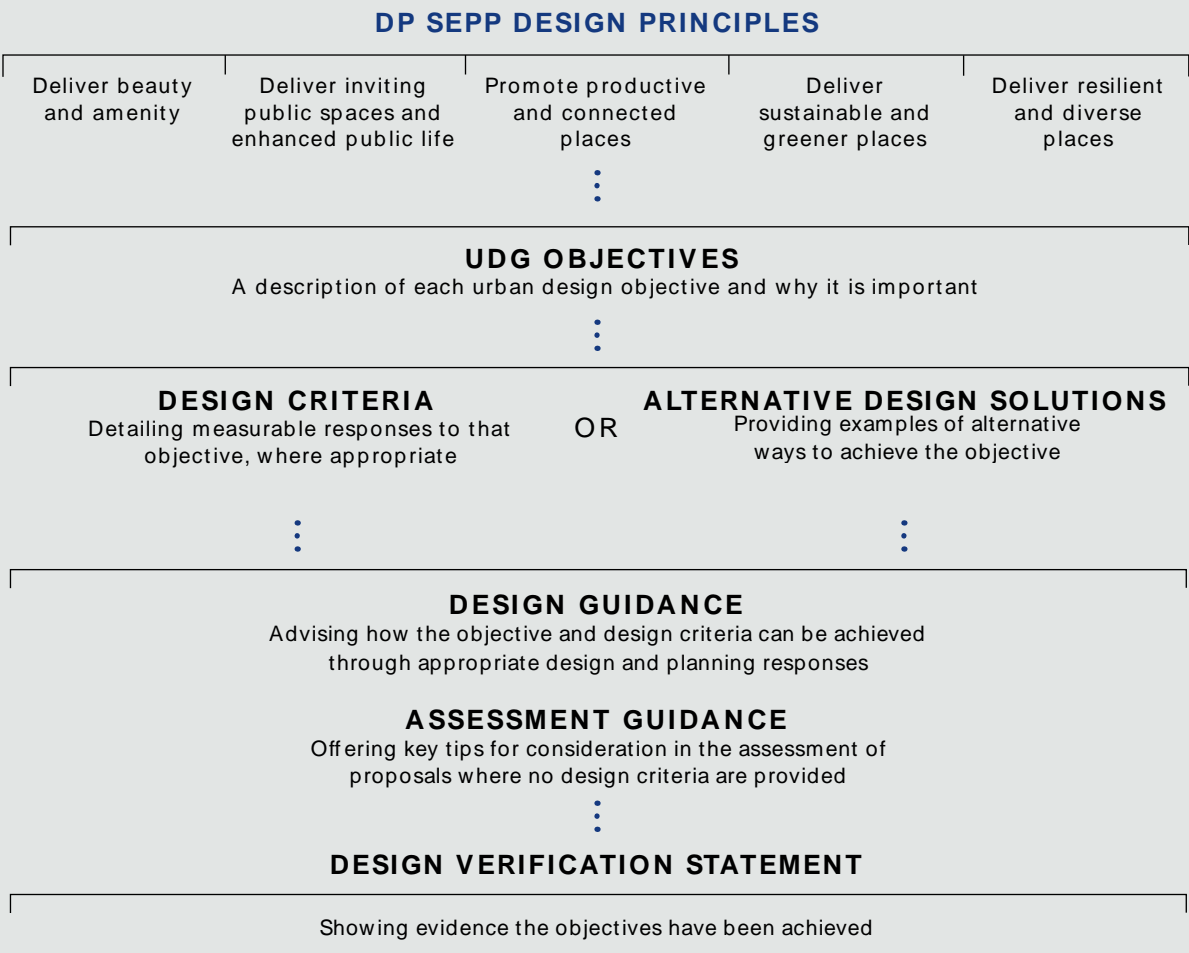 DP SEPP DESIGN PRINCIPLES
Deliver beauty
and amenity
Deliver inviting
public spaces and
enhanced public life
Promote productive
and connected
places
Deliver
sustainable and
greener places
Deliver resilient
and diverse
places
UDG OBJECTIVES
A description of each urban design objective and why it is important
DESIGN CRITERIA
Detailing measurable responses to that
objective, where appropriate
OR
ALTERNATIVE DESIGN SOLUTIONS
Providing examples of alternative
ways to achieve the objective
DESIGN GUIDANCE
Advising how the objective and design criteria can be achieved
through appropriate design and planning responses
ASSESSMENT GUIDANCE
Offering key tips for consideration in the assessment of
proposals where no design criteria are provided
DESIGN VERIFICATION STATEMENT
Showing evidence the objectives have been achieved